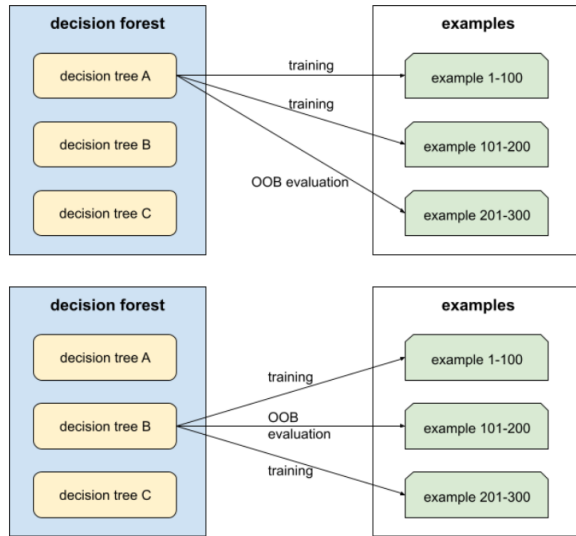 decision forest
examples
decision tree A
training
example 1-100
training
decision tree B
example 101-200
OOB evaluation
decision tree C
example 201-300
decision forest
examples
decision tree A
example 1-100
training
decision tree B
OOB
evaluation
example 101-200
training
decision tree C
example 201-300